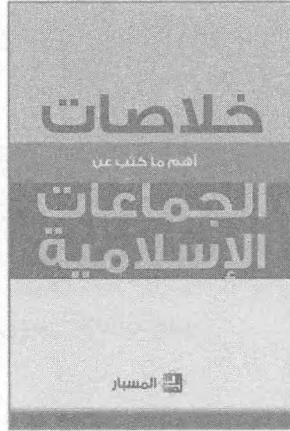 خلاصات
أهم ما كتب عن
الجماعات
الإسلامية
المسبار